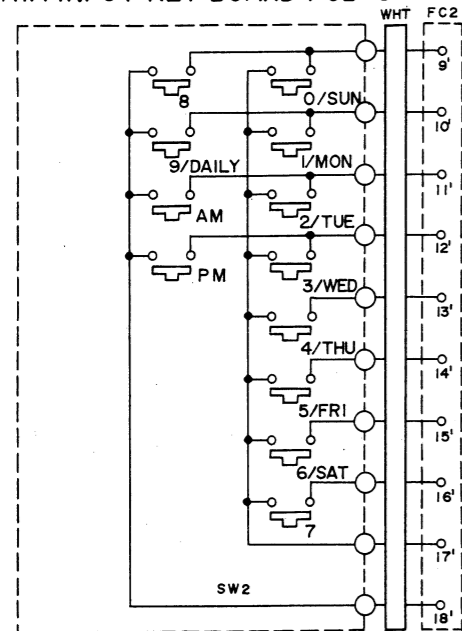 WHT FC2
9'
8
0/SUN
10'
9/DAILY
1/MON
11'
AM
2/TUE
12'
PM
3/WED
13'
4/THU
14'
5/FRI
15'
6/SAT
16'
7
17'
SW2
18'